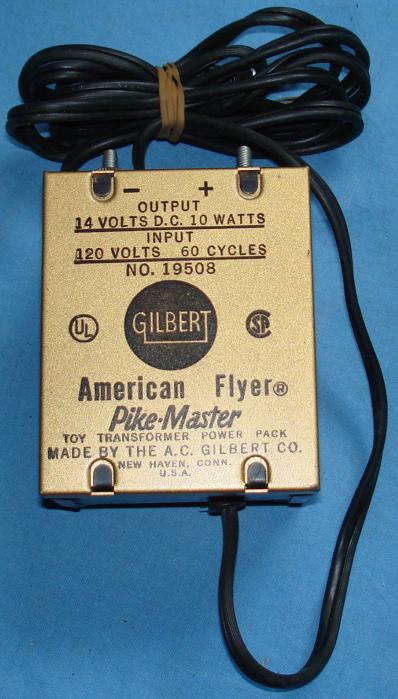 − +
OUTPUT
14 VOLTS D.C. 10 WATTS
INPUT
120 VOLTS 60 CYCLES
NO. 19508
UL GILBERT SP
American Flyer®
Pike-Master
TOY TRANSFORMER POWER PACK
MADE BY THE A.C. GILBERT CO.
NEW HAVEN, CONN.
U.S.A.